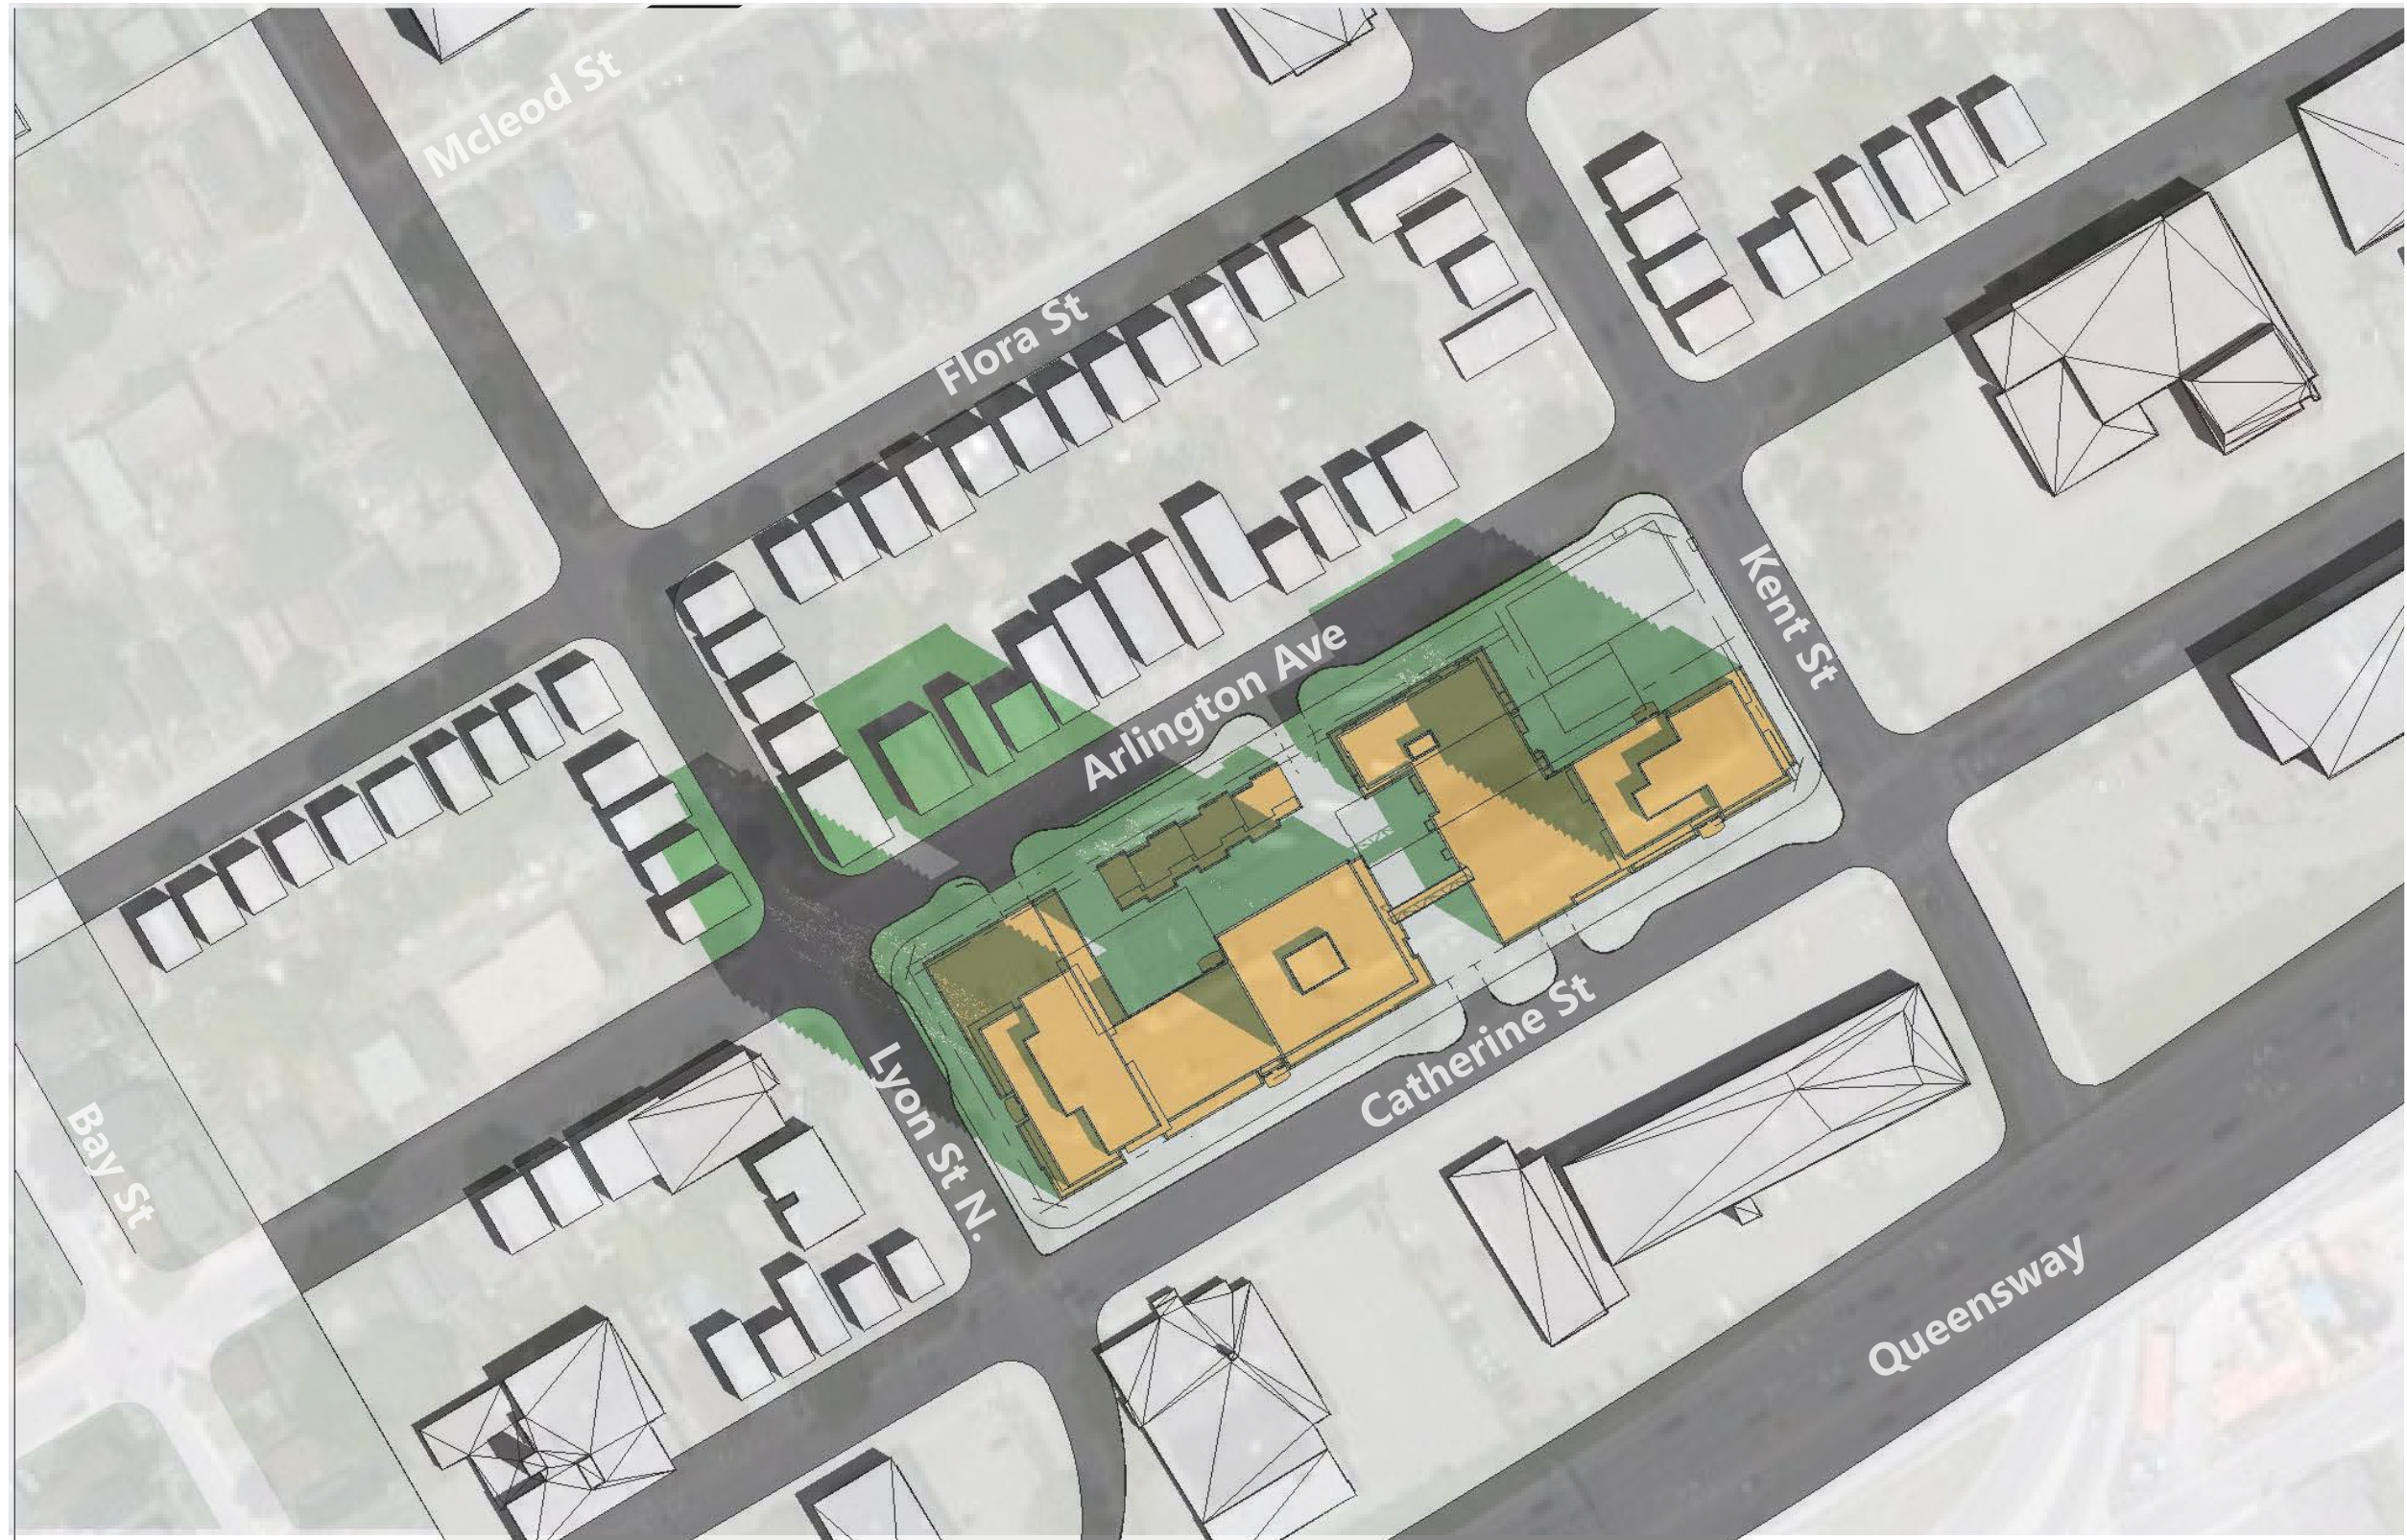 Mcleod St
Flora St
Kent St
Arlington Ave
Catherine St
Lyon St N.
Bay St
Queensway